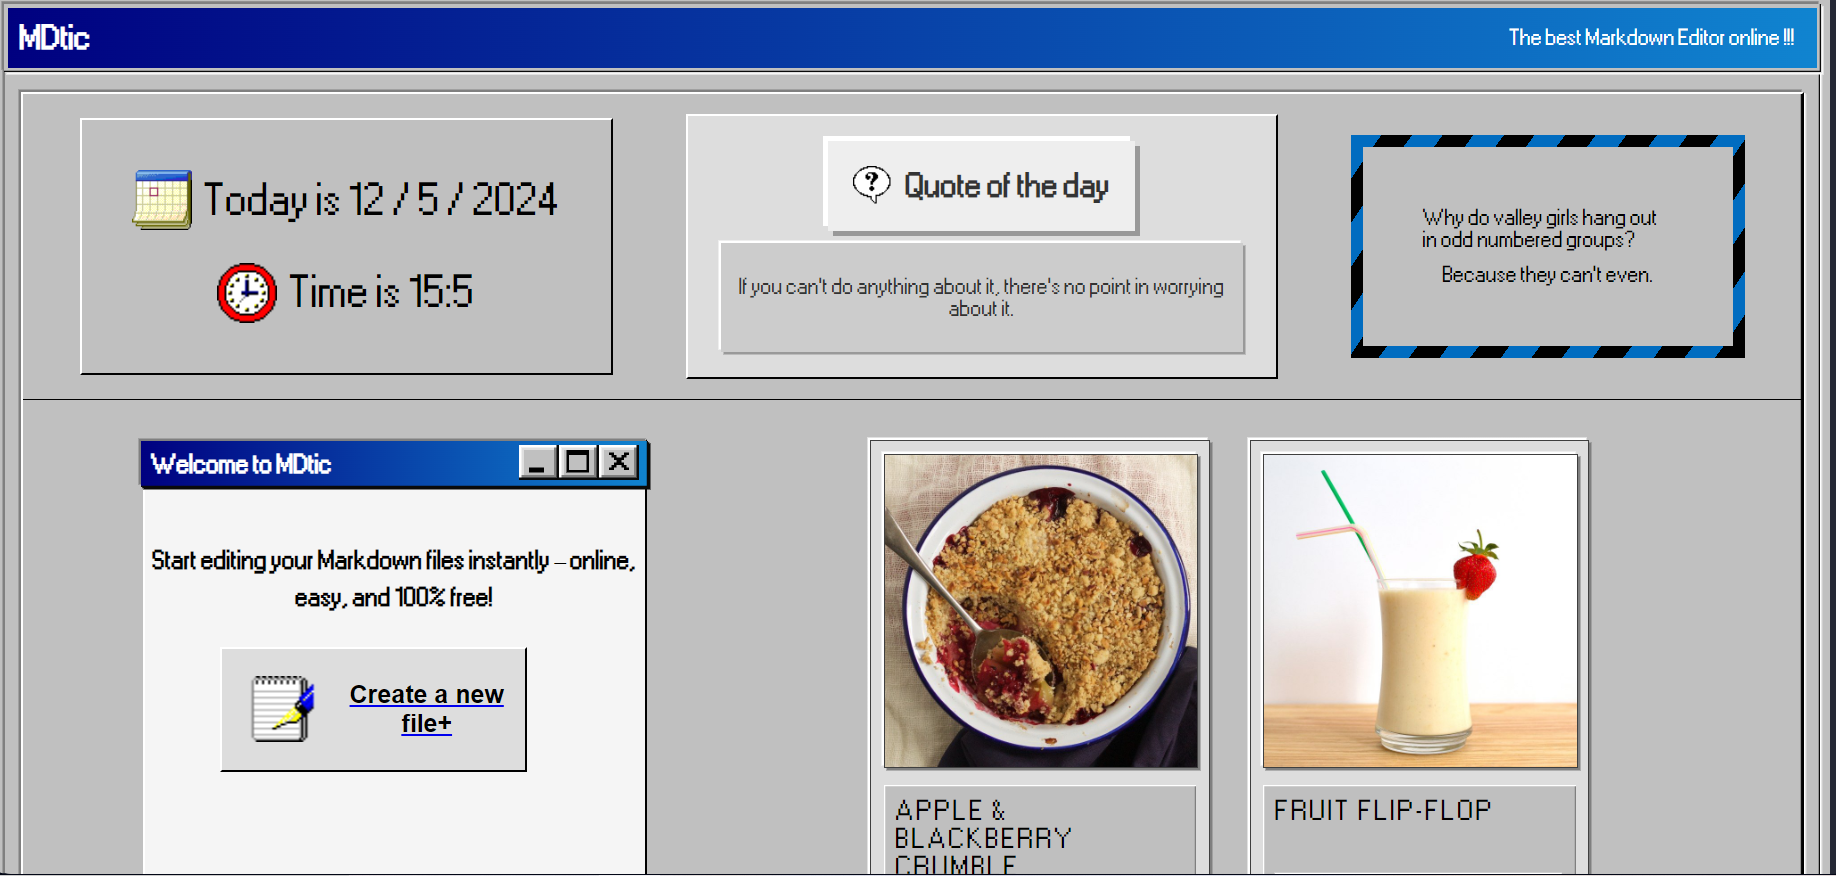 MDtic
The best Markdown Editor online !!!
Today is 12 / 5 / 2024
Time is 15:5
Quote of the day
If you can't do anything about it, there's no point in worrying
about it.
Why do valley girls hang out
in odd numbered groups?
Because they can't even.
Welcome to MDtic
Start editing your Markdown files instantly – online,
easy, and 100% free!
Create a new
file+
APPLE &
BLACKBERRY
CRUMBLE
FRUIT FLIP-FLOP